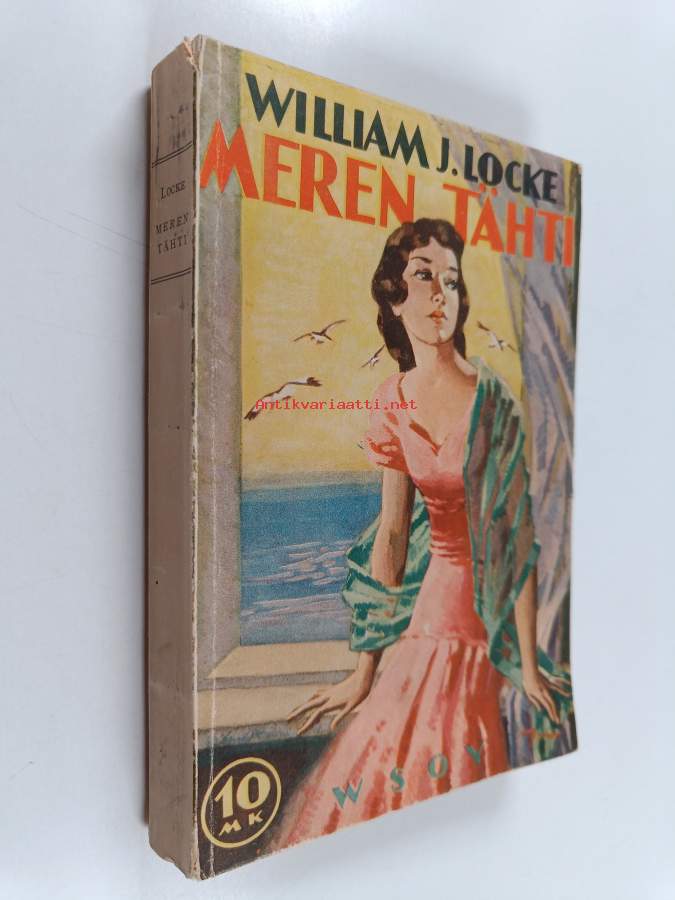 WILLIAM J. LOCKE
MEREN TÄHTI
LOCKE
MEREN
TÄHTI
Antikvariaatti.net
WSOY
10
MK